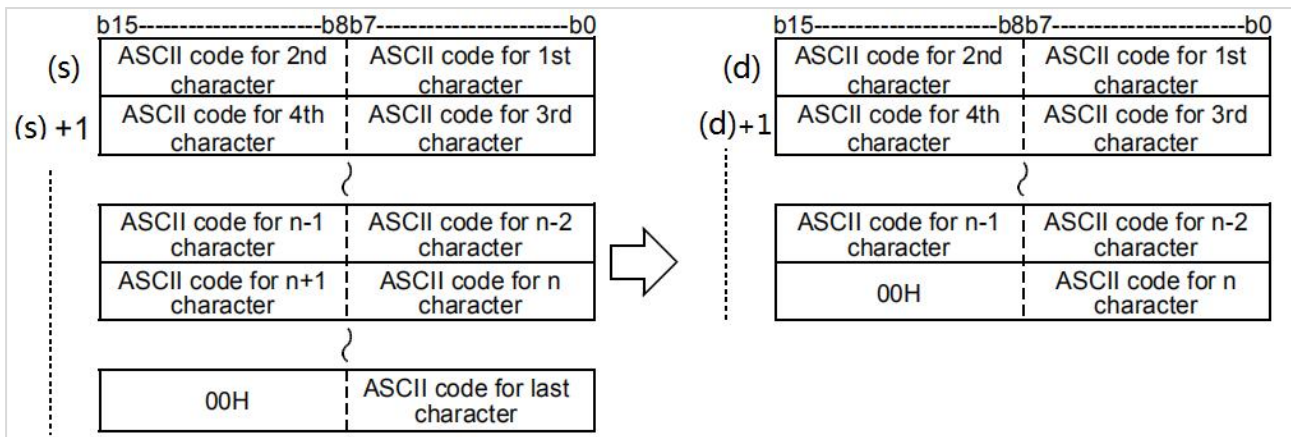 b15--------------------b8b7--------------------b0
(s) ASCII code for 2nd character ASCII code for 1st character
(s) +1 ASCII code for 4th character ASCII code for 3rd character
ASCII code for n-1 character ASCII code for n-2 character
ASCII code for n+1 character ASCII code for n character
00H ASCII code for last character
b15--------------------b8b7--------------------b0
(d) ASCII code for 2nd character ASCII code for 1st character
(d)+1 ASCII code for 4th character ASCII code for 3rd character
ASCII code for n-1 character ASCII code for n-2 character
00H ASCII code for n character